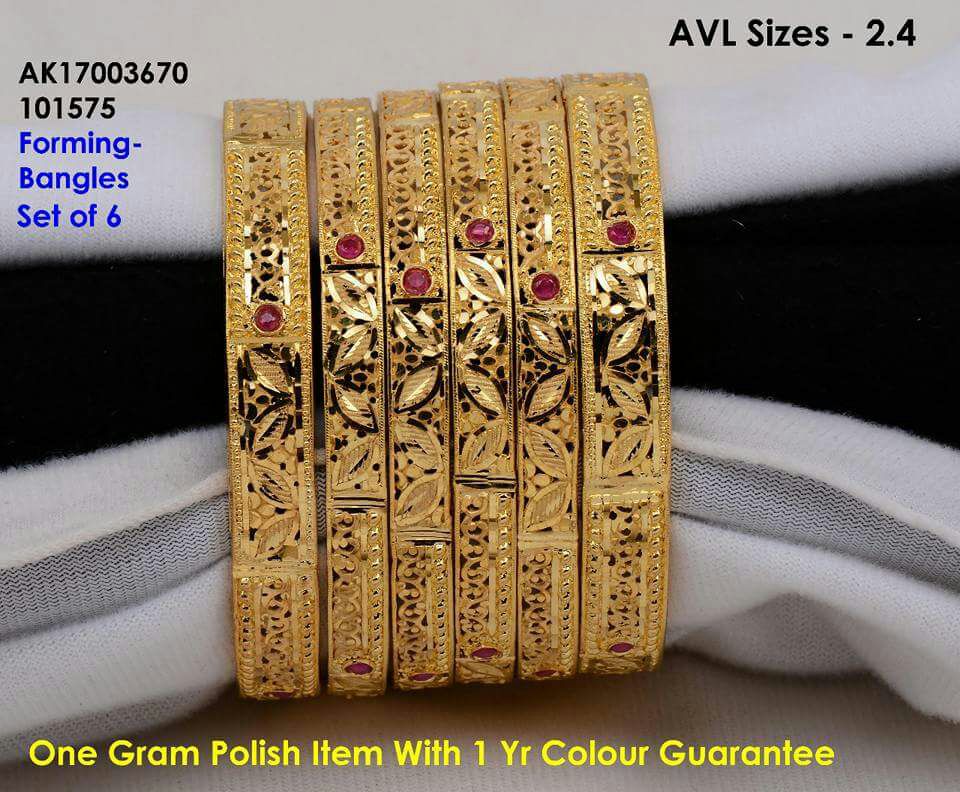 AVL Sizes - 2.4
AK17003670
101575
Forming-
Bangles
Set of 6
One Gram Polish Item With 1 Yr Colour Guarantee